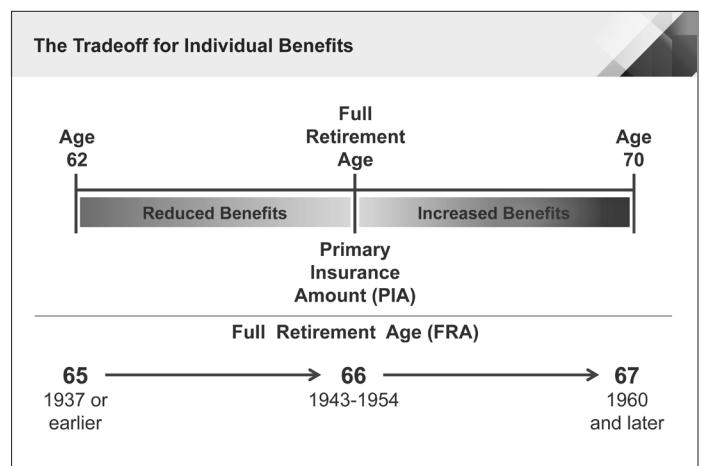 The Tradeoff for Individual Benefits
Full
Retirement
Age
Age
62
Age
70
Reduced Benefits
Increased Benefits
Primary
Insurance
Amount (PIA)
Full Retirement Age (FRA)
65
1937 or
earlier
66
1943-1954
67
1960
and later